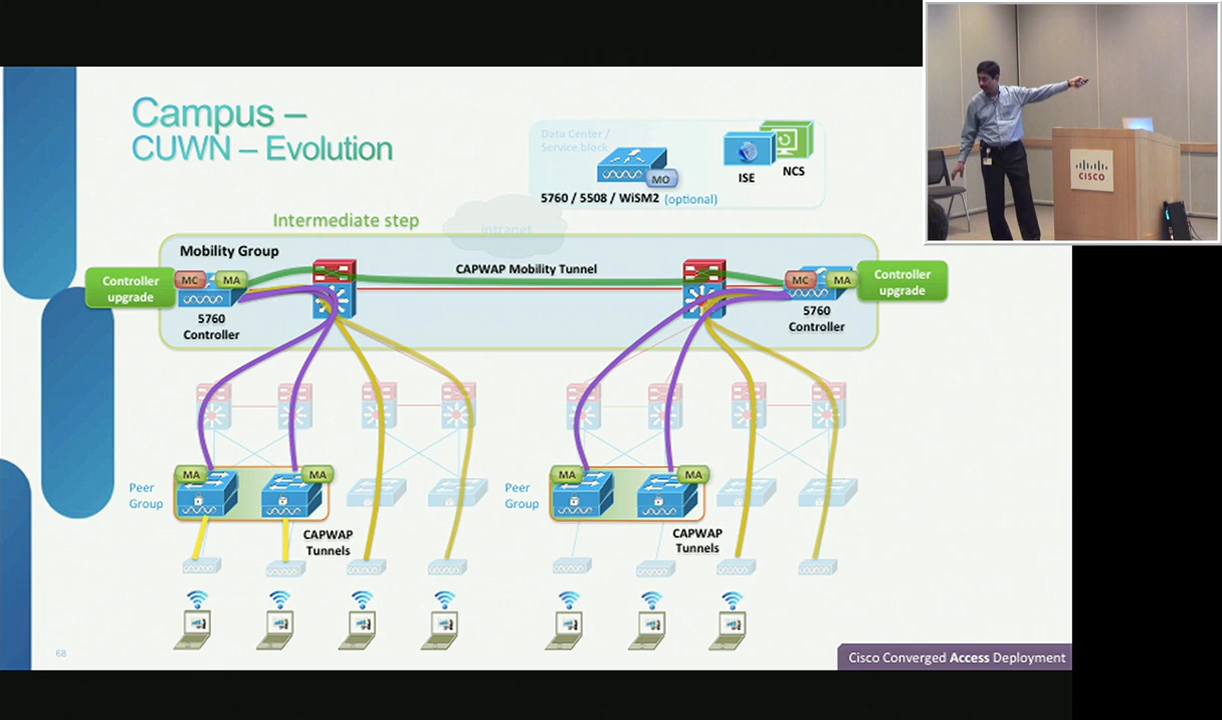 Campus –
CUWN – Evolution
Data Center /
Service block
MO
5760 / 5508 / WiSM2 (optional)
ISE
NCS
CISCO
Intermediate step
Intranet
Mobility Group
Controller
upgrade
MC
MA
5760
Controller
CAPWAP Mobility Tunnel
MC
MA
5760
Controller
Controller
upgrade
Peer
Group
MA
MA
CAPWAP
Tunnels
Peer
Group
MA
MA
CAPWAP
Tunnels
68
Cisco Converged Access Deployment